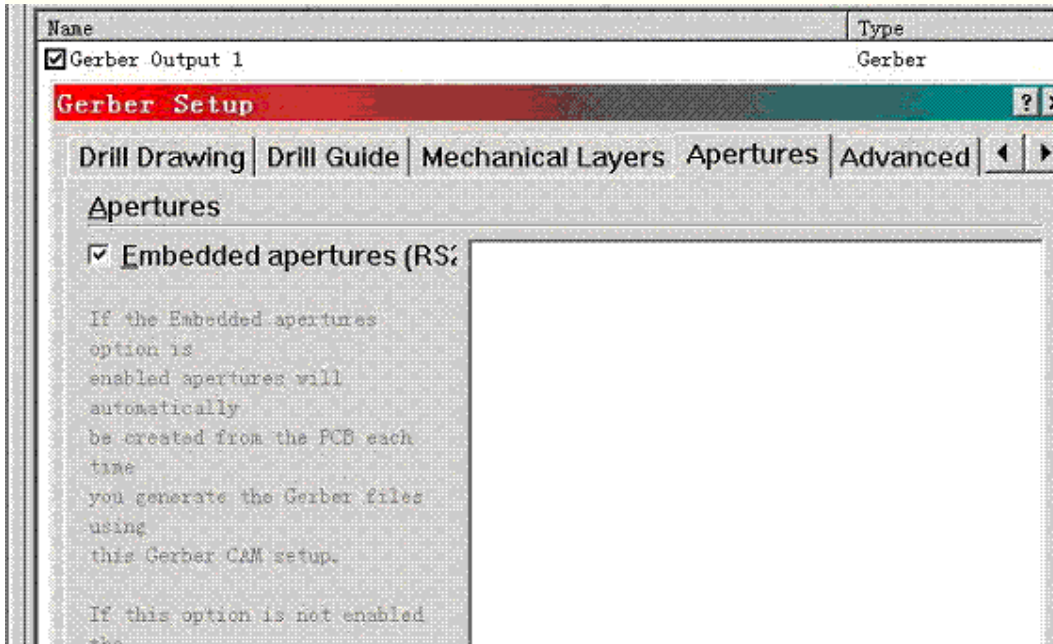 Name Type
Gerber Output 1 Gerber
Gerber Setup ?
Drill Drawing Drill Guide Mechanical Layers Apertures Advanced
Apertures
Embedded apertures (RS
If the Embedded apertures
option is
enabled apertures will
automatically
be created from the PCB each
time
you generate the Gerber files
using
this Gerber CAM setup.
If this option is not enabled
the